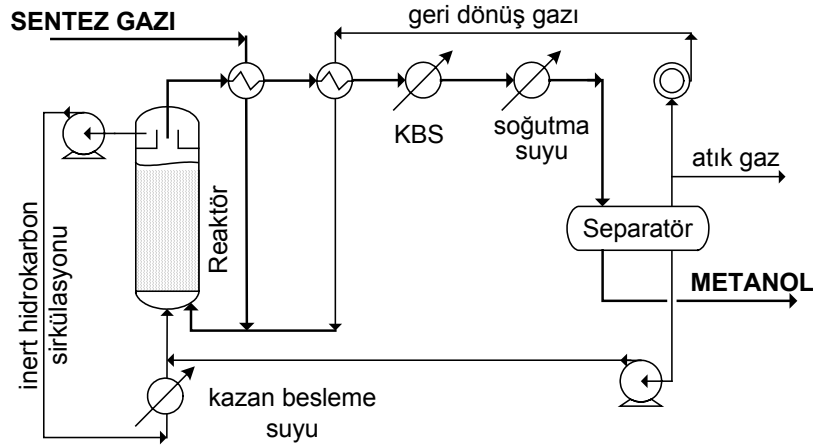 SENTEZ GAZI
geri dönüş gazı
KBS
soğutma
suyu
atık gaz
Reaktör
Separatör
METANOL
inert hidrokarbon
sirkülasyonu
kazan besleme
suyu